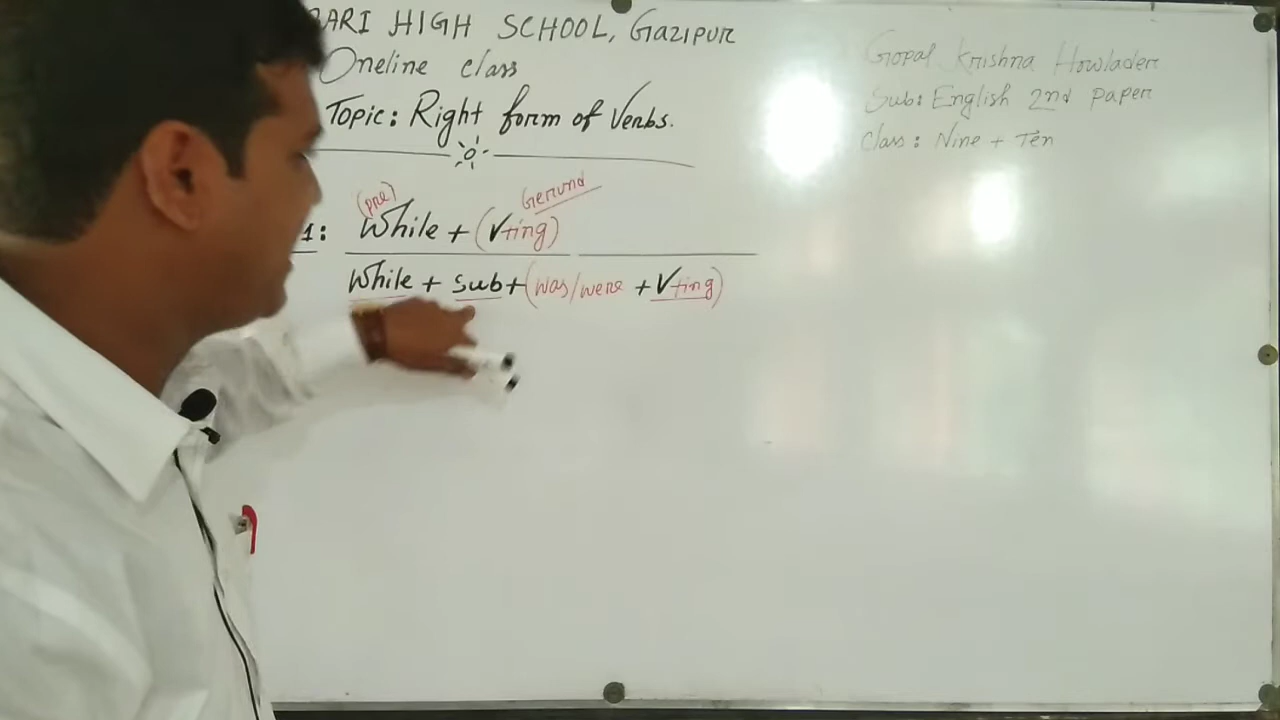 HIGH SCHOOL, Gazipur
Oneline class
Topic: Right form of Verbs.
(pre) Gerund
1: While + (V+ing)
While + Sub + (was/were + V+ing)
Gopal Krishna Howlader
Sub: English 2nd paper
Class: Nine + Ten